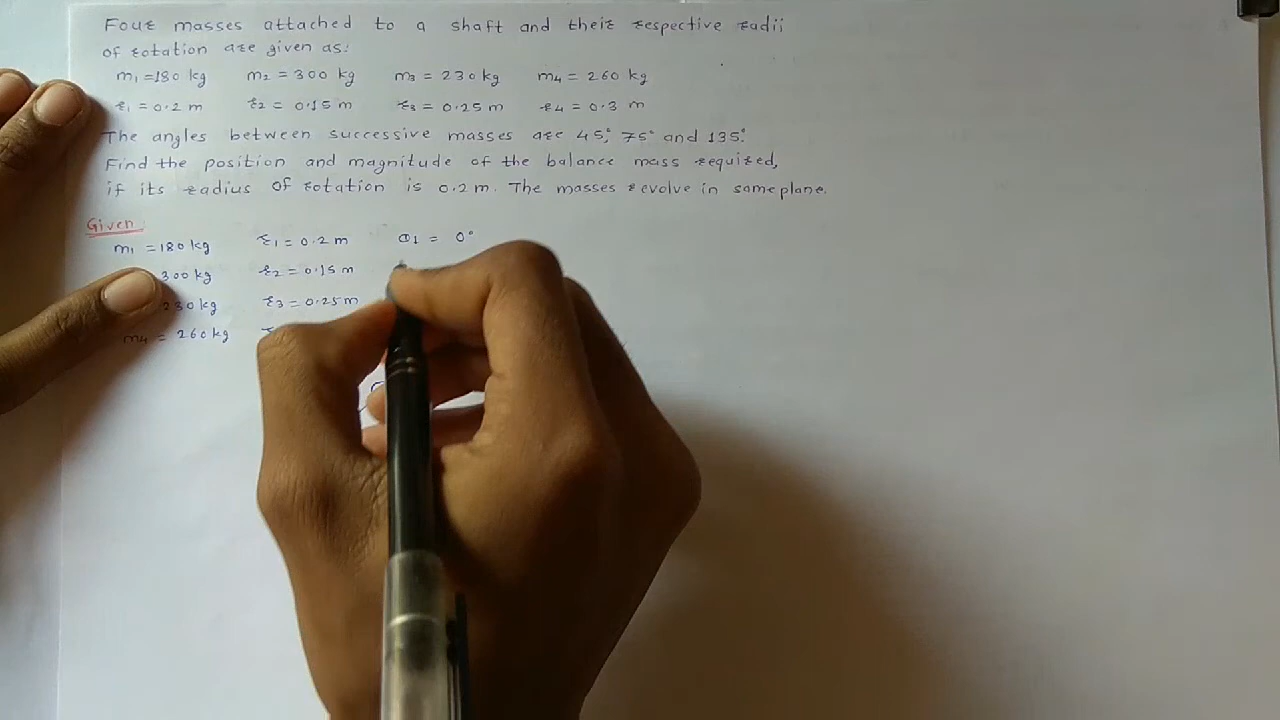 Four masses attached to a shaft and their respective radii
of rotation are given as:
m1 = 180 kg m2 = 300 kg m3 = 230 kg m4 = 260 kg
r1 = 0.2 m r2 = 0.15 m r3 = 0.25 m r4 = 0.3 m
The angles between successive masses are 45°, 75° and 135°.
Find the position and magnitude of the balance mass required,
if its radius of rotation is 0.2 m. The masses revolve in same plane.
Given
m1 = 180 kg r1 = 0.2 m θ1 = 0°
300 kg r2 = 0.15 m
230 kg r3 = 0.25 m
m4 = 260 kg